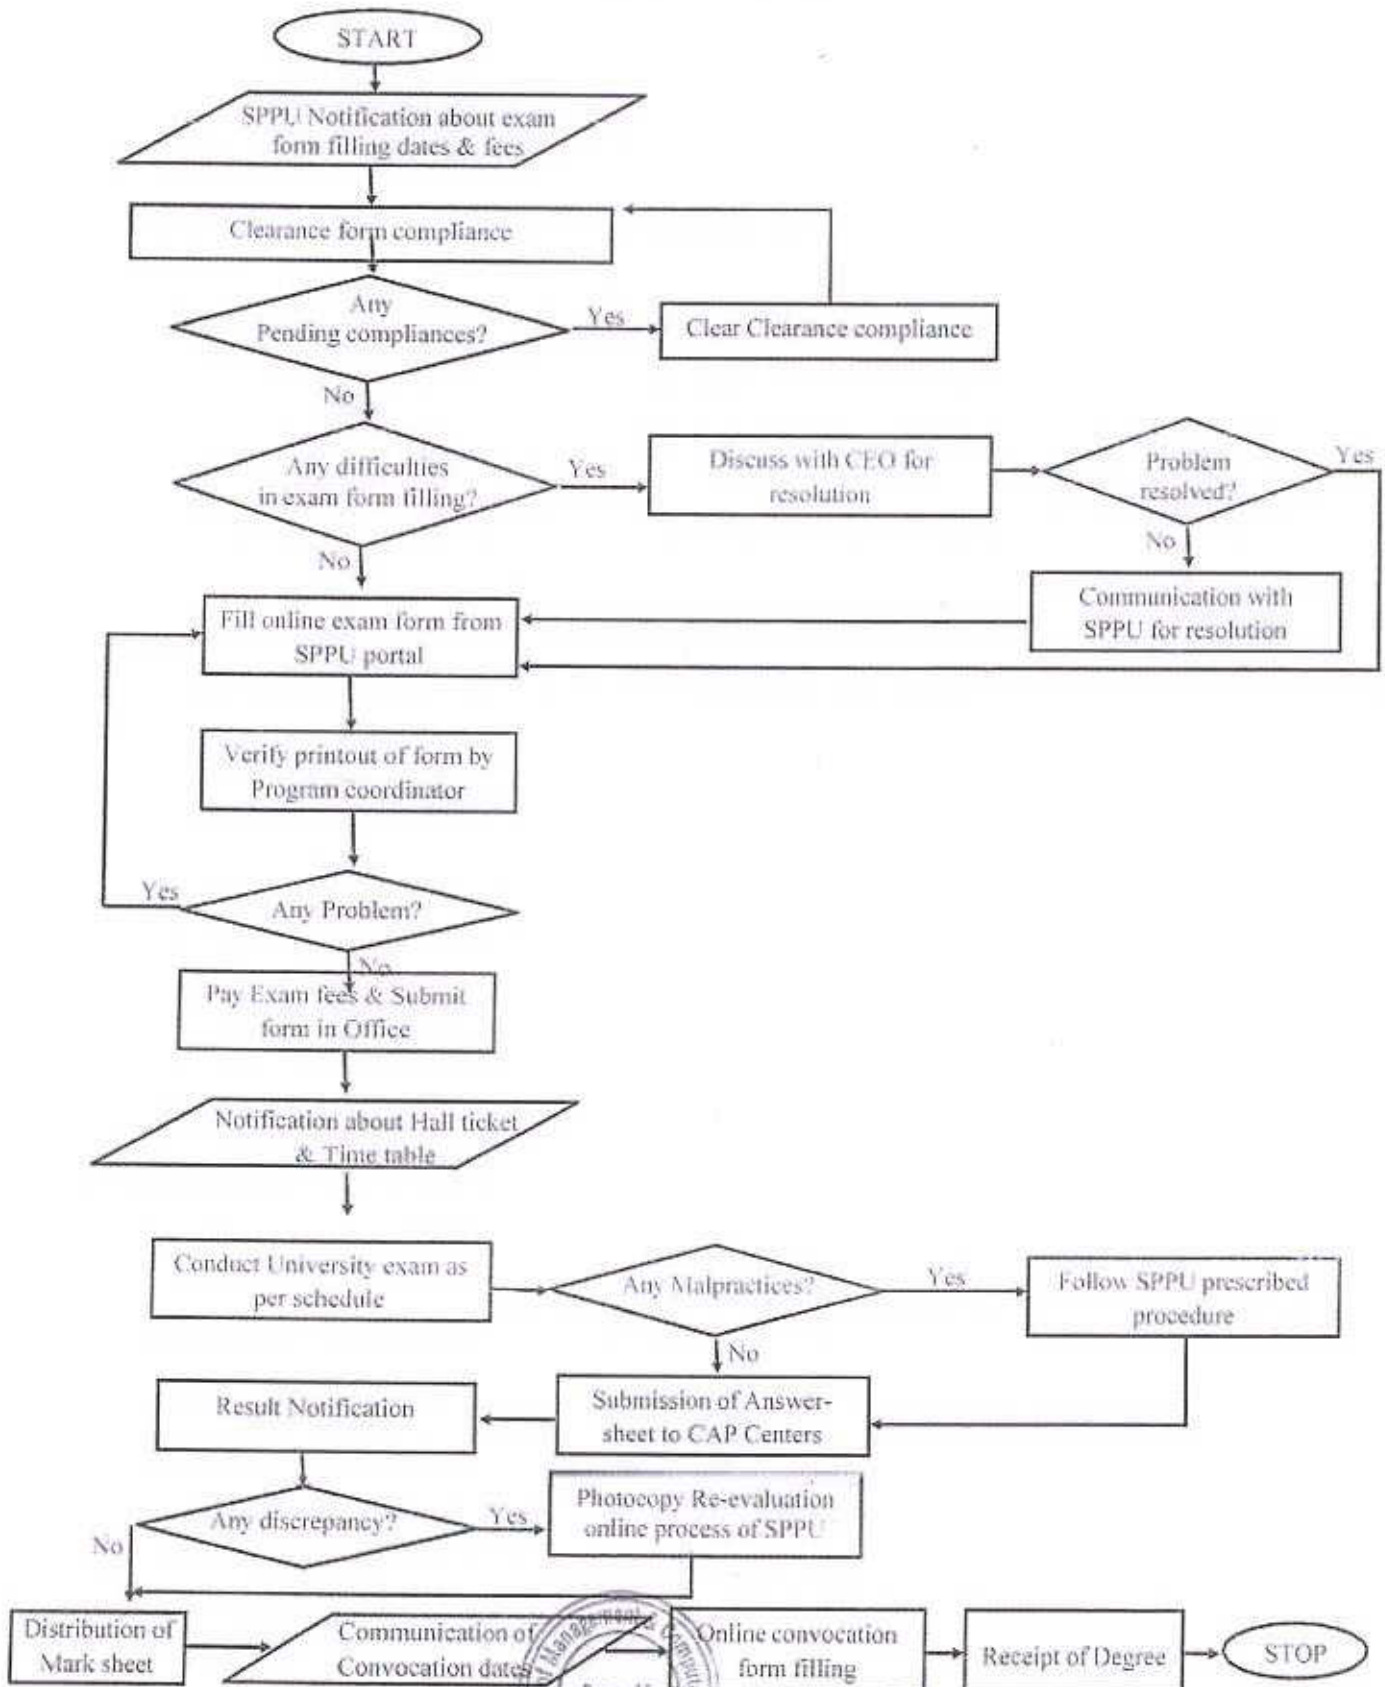 START
SPPU Notification about exam
form filling dates & fees
Clearance form compliance
Any
Pending compliances?
Yes
Clear Clearance compliance
No
Any difficulties
in exam form filling?
Yes
Discuss with CEO for
resolution
Problem
resolved?
Yes
No
No
Communication with
SPPU for resolution
Fill online exam form from
SPPU portal
Verify printout of form by
Program coordinator
Yes
Any Problem?
No
Pay Exam fees & Submit
form in Office
Notification about Hall ticket
& Time table
Conduct University exam as
per schedule
Any Malpractices?
Yes
Follow SPPU prescribed
procedure
No
Submission of Answer-
sheet to CAP Centers
Result Notification
Any discrepancy?
Yes
Photocopy Re-evaluation
online process of SPPU
No
Distribution of
Mark sheet
Communication of
Convocation dates
of Management &
Online convocation
form filling
Receipt of Degree
STOP